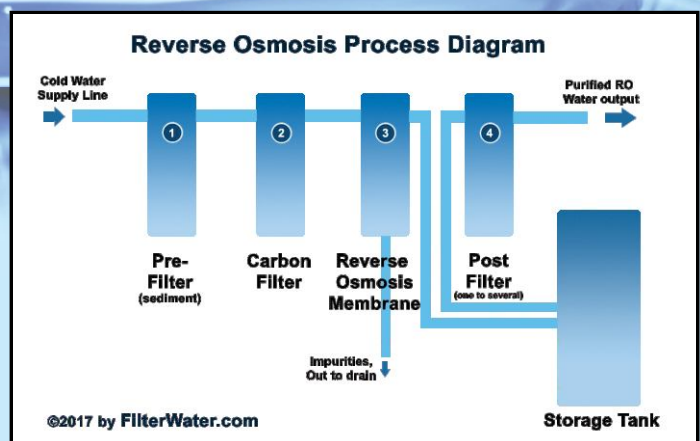 Reverse Osmosis Process Diagram
Cold Water
Supply Line
Purified RO
Water output
1
2
3
4
Pre-
Filter
(sediment)
Carbon
Filter
Reverse
Osmosis
Membrane
Post
Filter
(one to several)
Impurities,
Out to drain
Storage Tank
©2017 by FilterWater.com